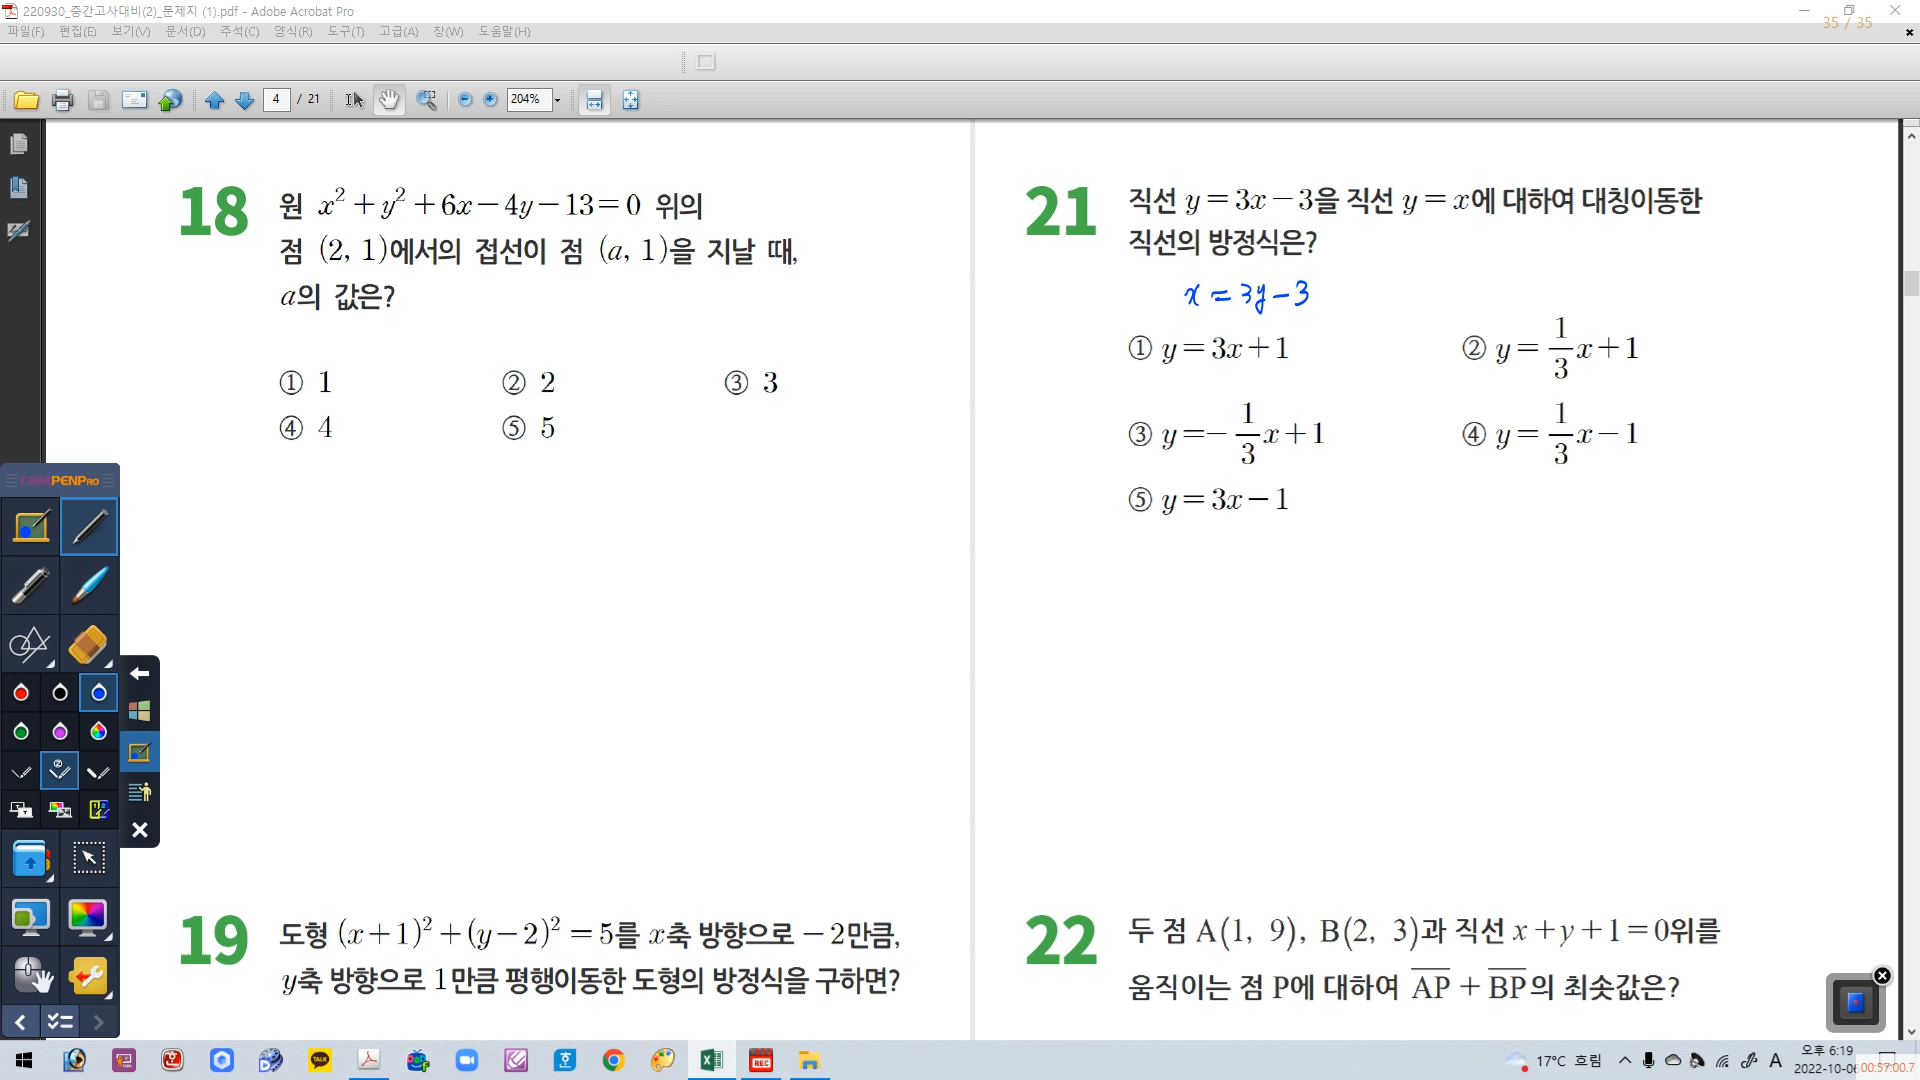 220930_중간고사대비(2)_문제지 (1).pdf - Adobe Acrobat Pro
35 / 35
파일(F) 편집(E) 보기(V) 문서(D) 주석(C) 양식(R) 도구(T) 고급(A) 창(W) 도움말(H)
4 / 21 204%
18 원 x² + y² + 6x − 4y − 13 = 0 위의
점 (2, 1)에서의 접선이 점 (a, 1)을 지날 때,
a의 값은?
① 1 ② 2 ③ 3
④ 4 ⑤ 5
19 도형 (x+1)² + (y−2)² = 5를 x축 방향으로 −2만큼,
y축 방향으로 1만큼 평행이동한 도형의 방정식을 구하면?
21 직선 y = 3x − 3을 직선 y = x에 대하여 대칭이동한
직선의 방정식은?
x = 3y − 3
① y = 3x + 1 ② y = 1/3 x + 1
③ y = − 1/3 x + 1 ④ y = 1/3 x − 1
⑤ y = 3x − 1
22 두 점 A(1, 9), B(2, 3)과 직선 x + y + 1 = 0위를
움직이는 점 P에 대하여 A͞P͞ + B͞P͞의 최솟값은?
CARAPENPRO
TALK
REC
17°C 흐림
A
오후 6:19
2022-10-06
00:57:00.7